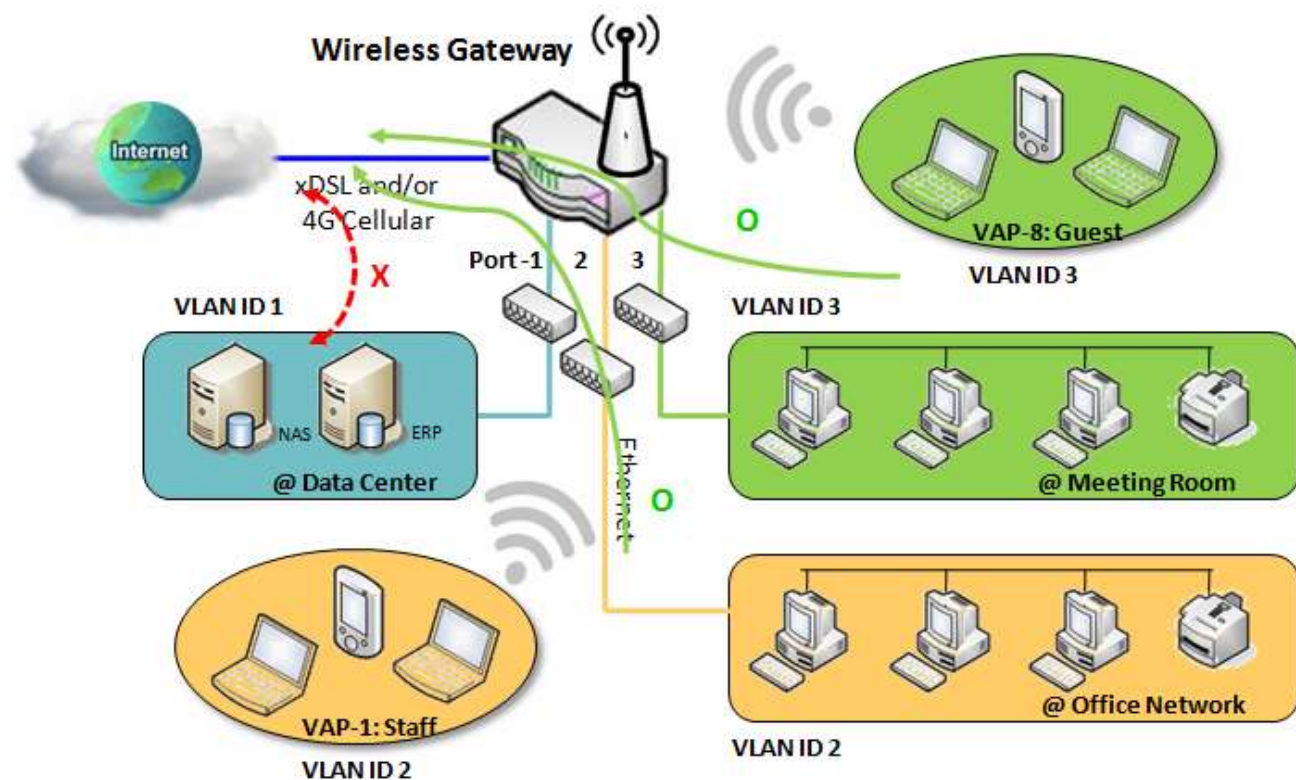 Wireless Gateway
Internet
xDSL and/or
4G Cellular
O
VAP-8: Guest
VLAN ID 3
Port -1 2 3
X
VLAN ID 1
VLAN ID 3
NAS
ERP
@ Data Center
Ethernet
O
@ Meeting Room
VAP-1: Staff
VLAN ID 2
@ Office Network
VLAN ID 2